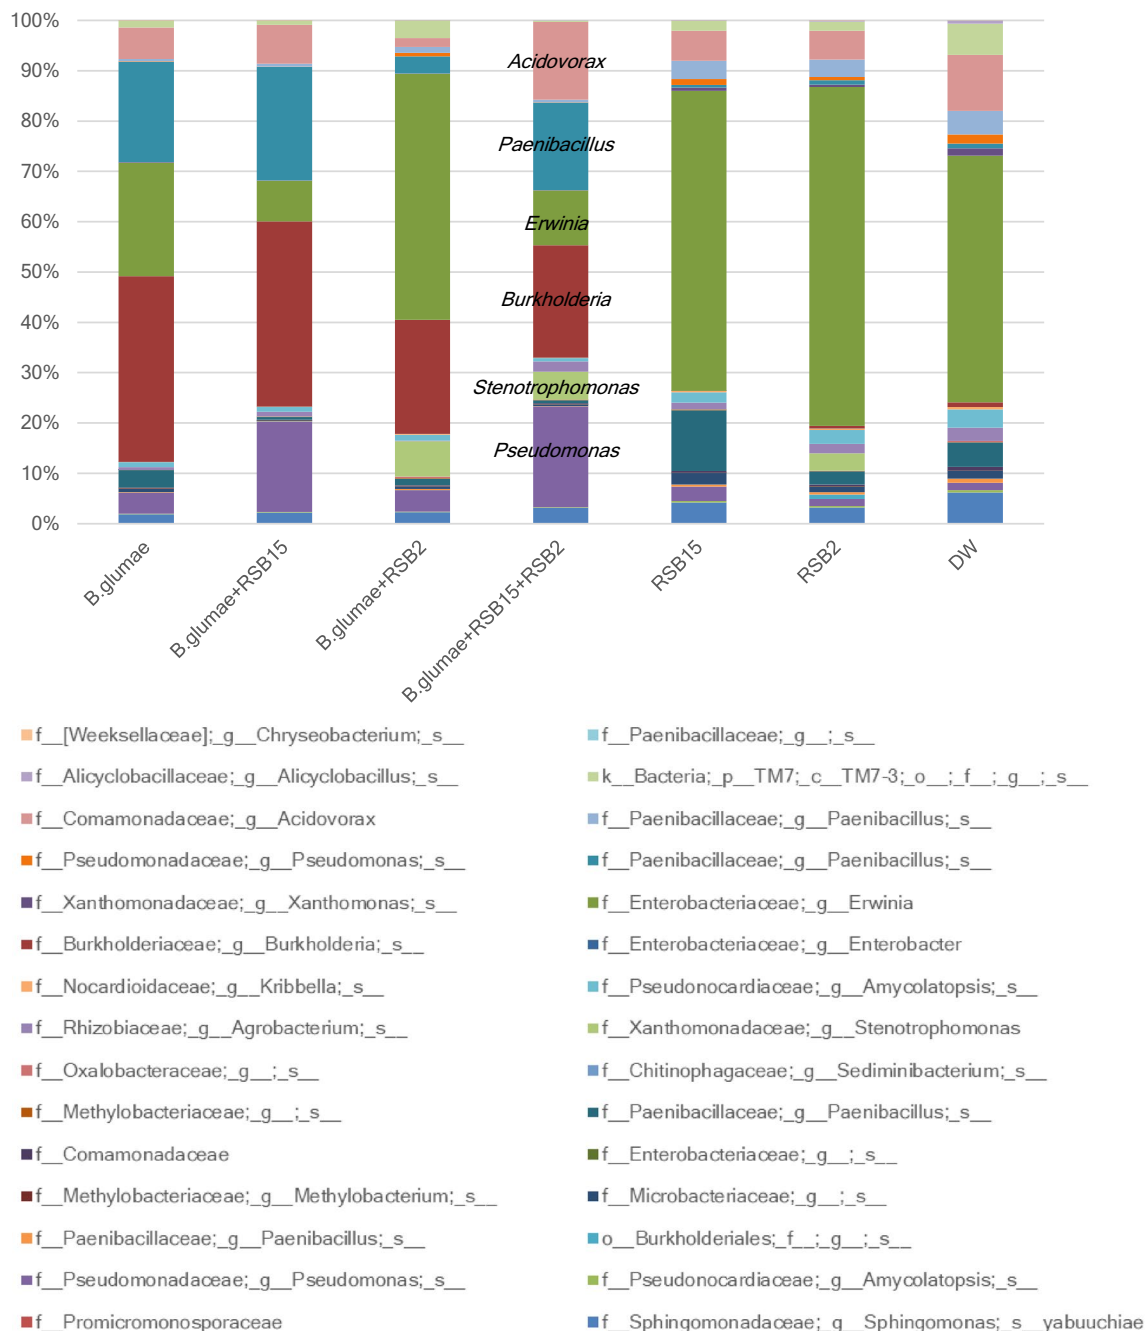 100%
90%
80%
70%
60%
50%
40%
30%
20%
10%
0%
Acidovorax
Paenibacillus
Erwinia
Burkholderia
Stenotrophomonas
Pseudomonas
B.glumae
B.glumae+RSB15
B.glumae+RSB2
B.glumae+RSB15+RSB2
RSB15
RSB2
DW
f__[Weeksellaceae];_g__Chryseobacterium;_s__
f__Paenibacillaceae;_g__;_s__
f__Alicyclobacillaceae;_g__Alicyclobacillus;_s__
k__Bacteria;_p__TM7;_c__TM7-3;_o__;_f__;_g__;_s__
f__Comamonadaceae;_g__Acidovorax
f__Paenibacillaceae;_g__Paenibacillus;_s__
f__Pseudomonadaceae;_g__Pseudomonas;_s__
f__Paenibacillaceae;_g__Paenibacillus;_s__
f__Xanthomonadaceae;_g__Xanthomonas;_s__
f__Enterobacteriaceae;_g__Erwinia
f__Burkholderiaceae;_g__Burkholderia;_s__
f__Enterobacteriaceae;_g__Enterobacter
f__Nocardioidaceae;_g__Kribbella;_s__
f__Pseudonocardiaceae;_g__Amycolatopsis;_s__
f__Rhizobiaceae;_g__Agrobacterium;_s__
f__Xanthomonadaceae;_g__Stenotrophomonas
f__Oxalobacteraceae;_g__;_s__
f__Chitinophagaceae;_g__Sediminibacterium;_s__
f__Methylobacteriaceae;_g__;_s__
f__Paenibacillaceae;_g__Paenibacillus;_s__
f__Comamonadaceae
f__Enterobacteriaceae;_g__;_s__
f__Methylobacteriaceae;_g__Methylobacterium;_s__
f__Microbacteriaceae;_g__;_s__
f__Paenibacillaceae;_g__Paenibacillus;_s__
o__Burkholderiales;_f__;_g__;_s__
f__Pseudomonadaceae;_g__Pseudomonas;_s__
f__Pseudonocardiaceae;_g__Amycolatopsis;_s__
f__Promicromonosporaceae
f__Sphingomonadaceae;_g__Sphingomonas;_s__yabuuchiae